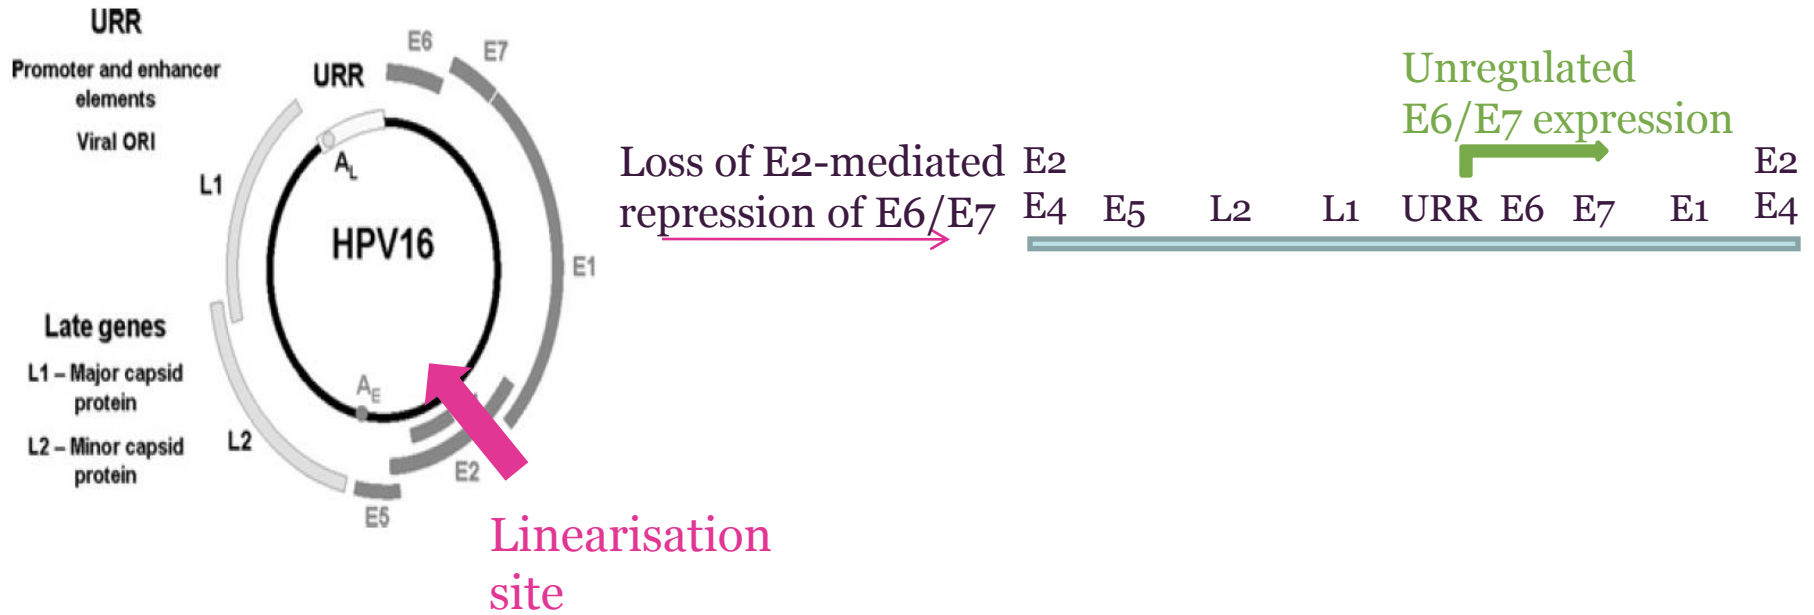 URR
Promoter and enhancer
elements
Viral ORI
Late genes
L1 – Major capsid
protein
L2 – Minor capsid
protein
URR
E6
E7
L1
A_L
HPV16
E1
A_E
L2
E2
E5
Linearisation
site
Loss of E2-mediated
repression of E6/E7
Unregulated
E6/E7 expression
E2 E2
E4 E5 L2 L1 URR E6 E7 E1 E4